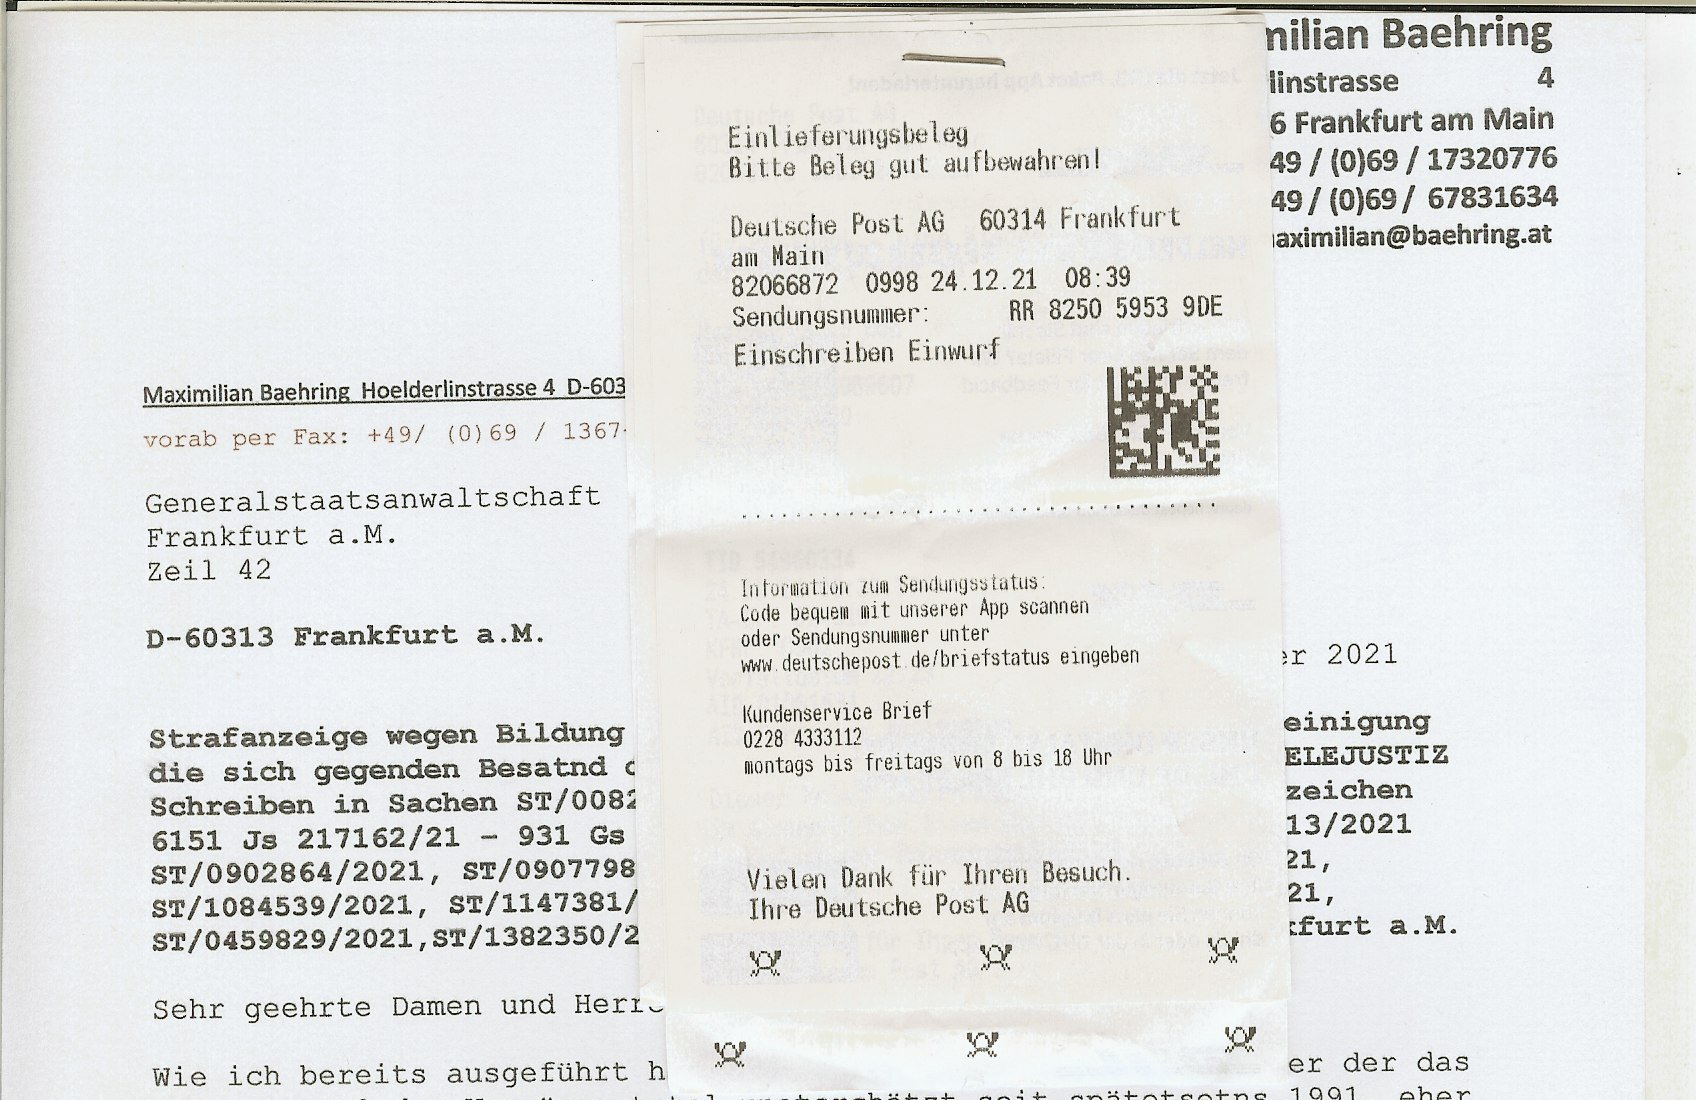 milian Baehring
linstrasse 4
6 Frankfurt am Main
49 / (0)69 / 17320776
49 / (0)69 / 67831634
aximilian@baehring.at
Einlieferungsbeleg
Bitte Beleg gut aufbewahren!
Deutsche Post AG 60314 Frankfurt
am Main
82066872 0998 24.12.21 08:39
Sendungsnummer: RR 8250 5953 9DE
Einschreiben Einwurf
Information zum Sendungsstatus:
Code bequem mit unserer App scannen
oder Sendungsnummer unter
www.deutschepost.de/briefstatus eingeben
Kundenservice Brief
0228 4333112
montags bis freitags von 8 bis 18 Uhr
Vielen Dank für Ihren Besuch.
Ihre Deutsche Post AG
Maximilian Baehring Hoelderlinstrasse 4 D-603
vorab per Fax: +49/ (0)69 / 1367-
Generalstaatsanwaltschaft
Frankfurt a.M.
Zeil 42
D-60313 Frankfurt a.M.
er 2021
Strafanzeige wegen Bildung einigung
die sich gegenden Besatnd ELEJUSTIZ
Schreiben in Sachen ST/0082 zeichen
6151 Js 217162/21 – 931 Gs 13/2021
ST/0902864/2021, ST/0907798 21,
ST/1084539/2021, ST/1147381/ 21,
ST/0459829/2021,ST/1382350/2 furt a.M.
Sehr geehrte Damen und Herre
Wie ich bereits ausgeführt h er der das
seit spätetsetns 1991, eher